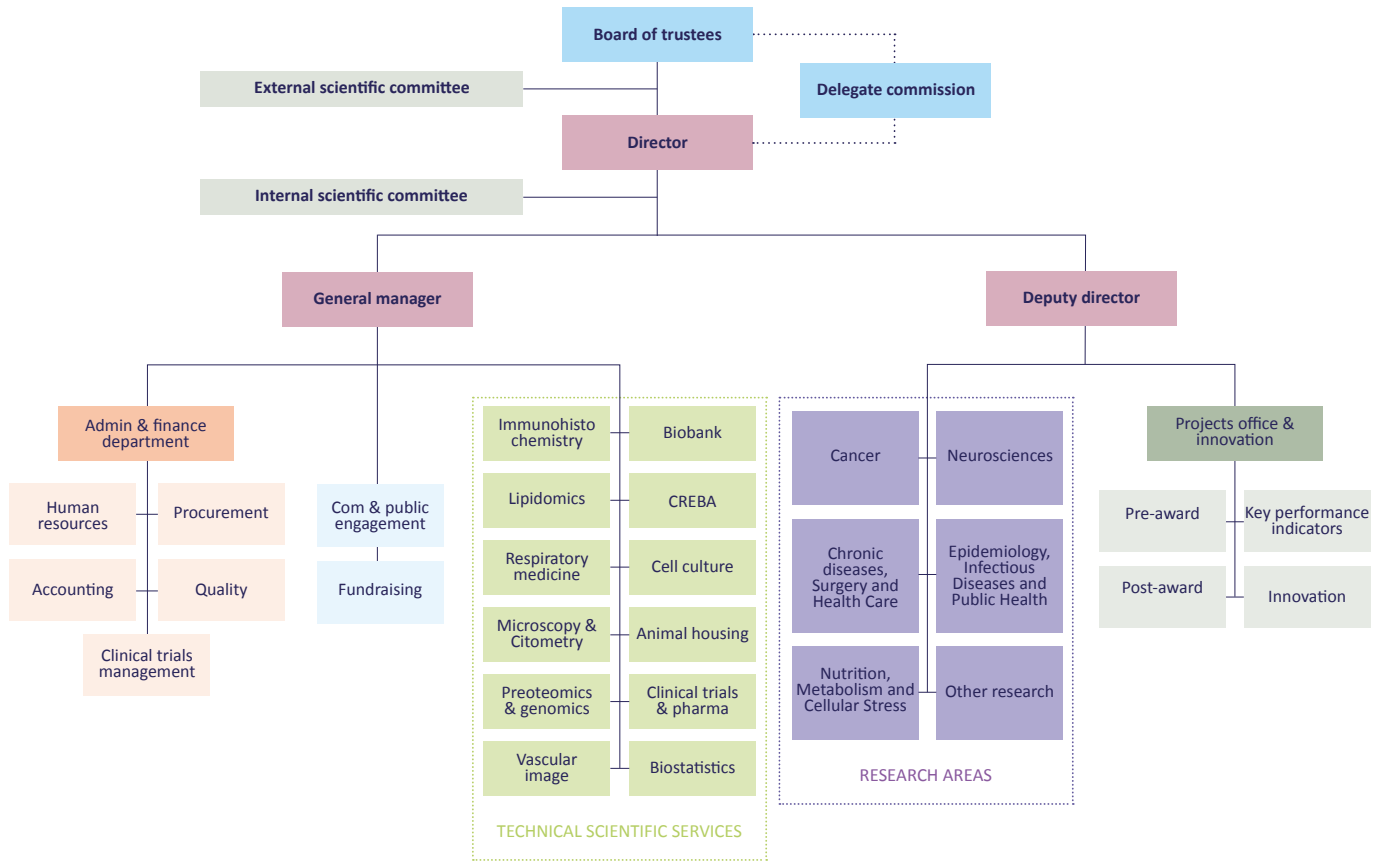 Board of trustees
External scientific committee
Delegate commission
Director
Internal scientific committee
General manager
Deputy director
Admin & finance
department
Human
resources
Procurement
Accounting
Quality
Clinical trials
management
Com & public
engagement
Fundraising
Immunohisto
chemistry
Biobank
Lipidomics
CREBA
Respiratory
medicine
Cell culture
Microscopy &
Citometry
Animal housing
Preoteomics
& genomics
Clinical trials
& pharma
Vascular
image
Biostatistics
TECHNICAL SCIENTIFIC SERVICES
Cancer
Neurosciences
Chronic
diseases,
Surgery and
Health Care
Epidemiology,
Infectious
Diseases and
Public Health
Nutrition,
Metabolism and
Cellular Stress
Other research
RESEARCH AREAS
Projects office &
innovation
Pre-award
Key performance
indicators
Post-award
Innovation